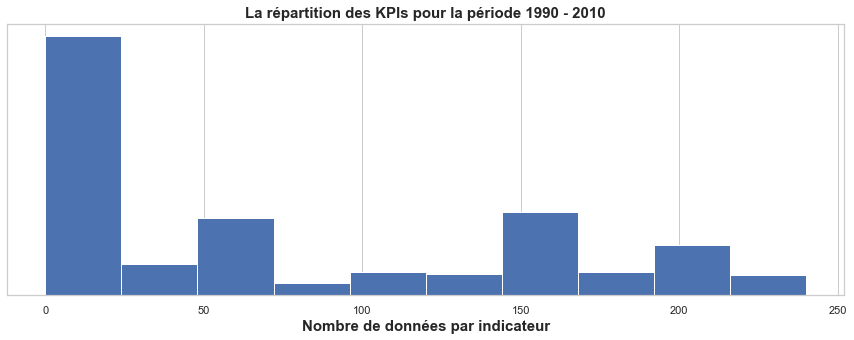 La répartition des KPIs pour la période 1990 - 2010
0 50 100 150 200 250
Nombre de données par indicateur